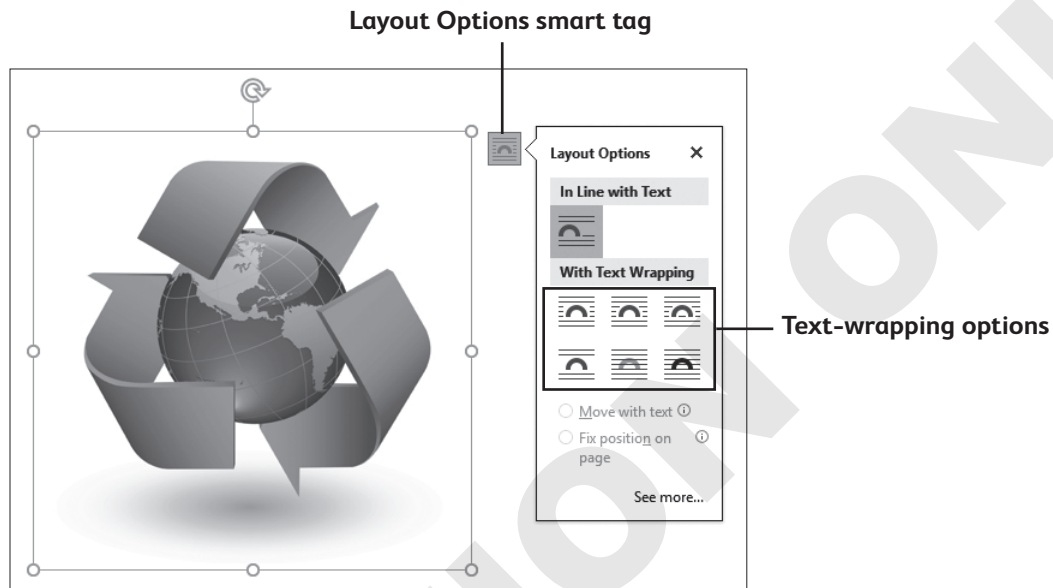 Layout Options smart tag
Layout Options
In Line with Text
With Text Wrapping
Text-wrapping options
Move with text
Fix position on
page
See more...